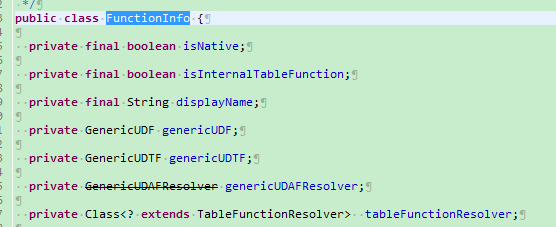 */
public class FunctionInfo {
private final boolean isNative;
private final boolean isInternalTableFunction;
private final String displayName;
private GenericUDF genericUDF;
private GenericUDTF genericUDTF;
private GenericUDAFResolver genericUDAFResolver;
private Class<? extends TableFunctionResolver> tableFunctionResolver;